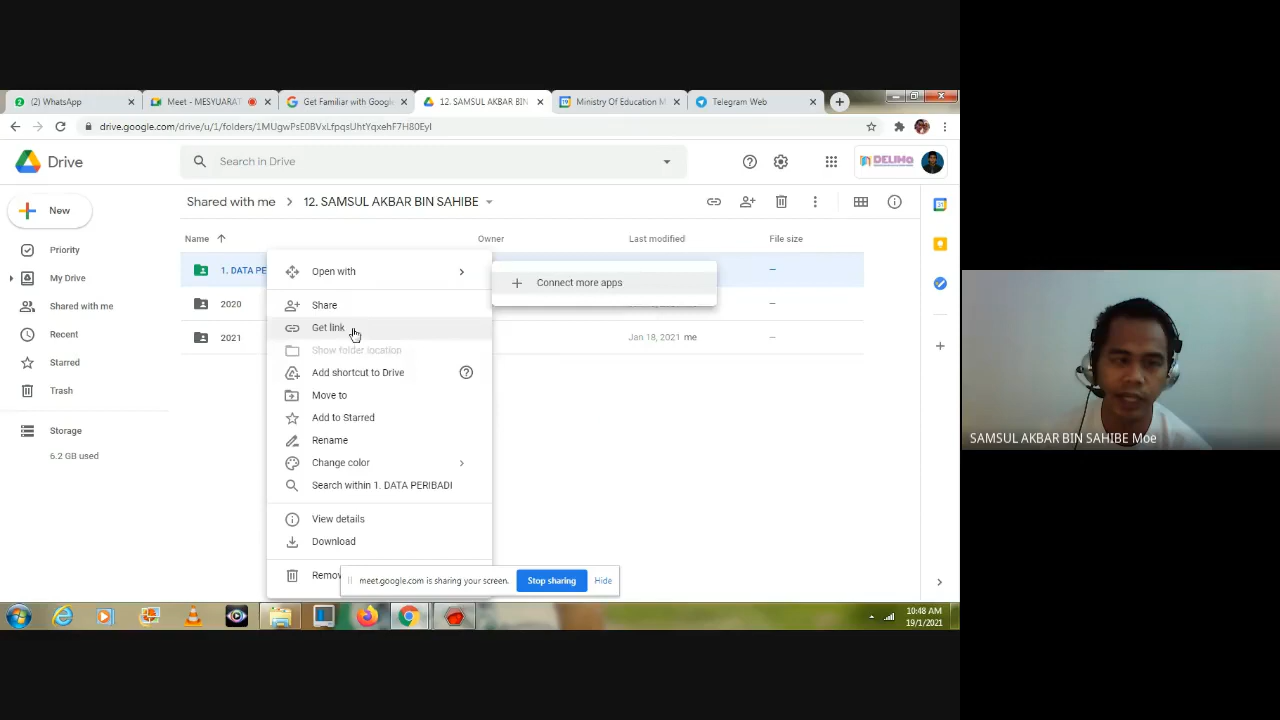 (2) WhatsApp
Meet - MESYUARAT
Get Familiar with Google
12. SAMSUL AKBAR BIN
Ministry Of Education M
Telegram Web
drive.google.com/drive/u/1/folders/1MUgwPsE0BVxLfpqsUhtYqxehF7H80EyI
Drive
Search in Drive
DELIMa
New
Shared with me
12. SAMSUL AKBAR BIN SAHIBE
Priority
My Drive
Shared with me
Recent
Starred
Trash
Storage
6.2 GB used
Name
Owner
Last modified
File size
1. DATA PE
–
2020
–
2021
Jan 18, 2021 me
–
Open with
Connect more apps
Share
Get link
Show folder location
Add shortcut to Drive
Move to
Add to Starred
Rename
Change color
Search within 1. DATA PERIBADI
View details
Download
Remov
meet.google.com is sharing your screen.
Stop sharing
Hide
10:48 AM
19/1/2021
SAMSUL AKBAR BIN SAHIBE Moe